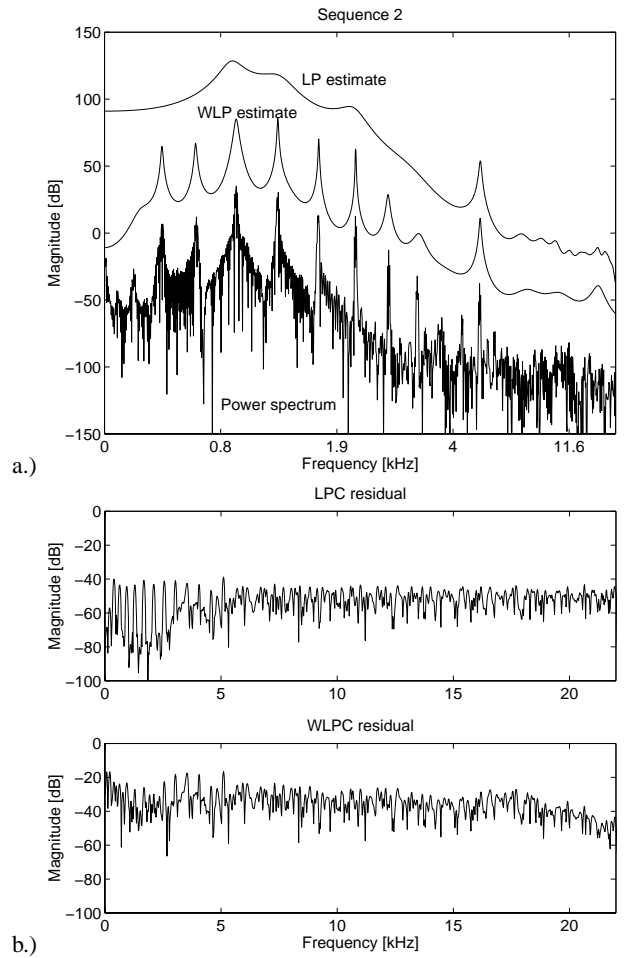 Sequence 2
150
100
50
0
−50
−100
−150
Magnitude [dB]
LP estimate
WLP estimate
Power spectrum
0 0.8 1.9 4 11.6
Frequency [kHz]
a.)
LPC residual
0
−20
−40
−60
−80
−100
Magnitude [dB]
0 5 10 15 20
WLPC residual
0
−20
−40
−60
−80
−100
Magnitude [dB]
0 5 10 15 20
Frequency [kHz]
b.)